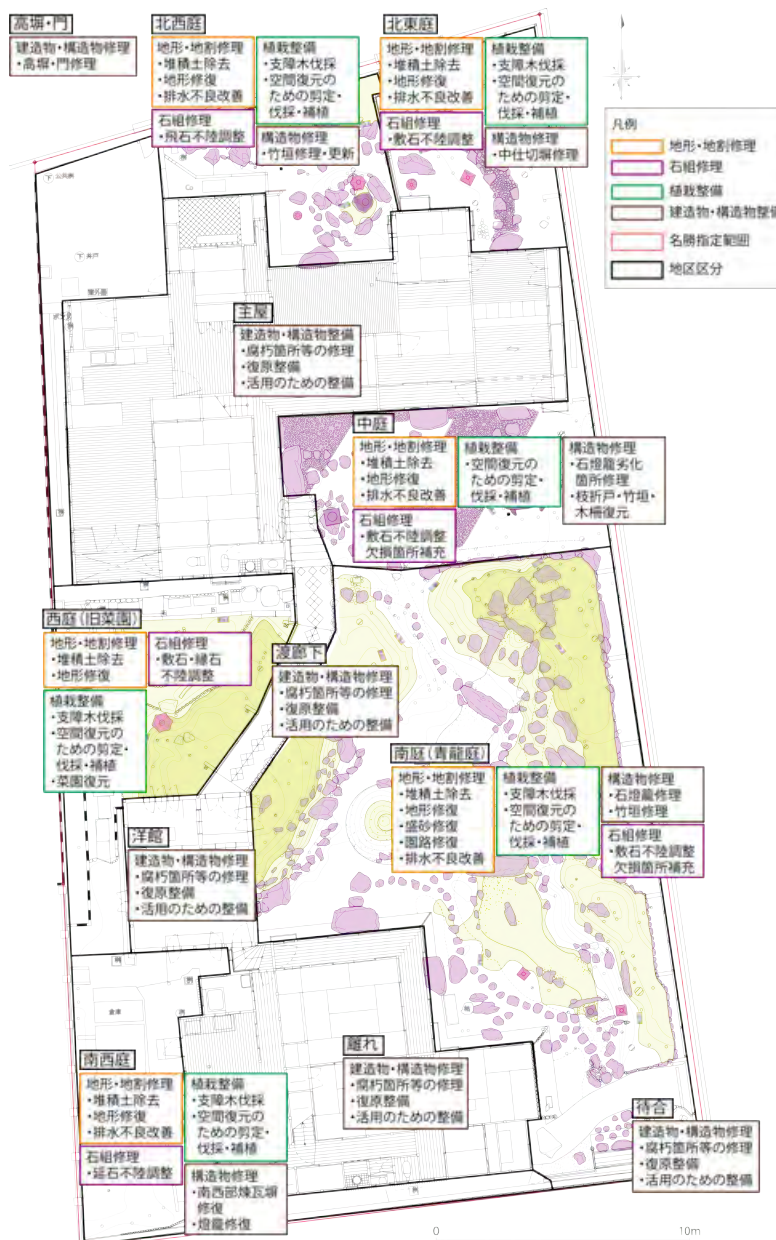 高塀・門
建造物・構造物修理
・高塀・門修理
北西庭
地形・地割修理
・堆積土除去
・地形修復
・排水不良改善
植栽整備
・支障木伐採
・空間復元の
ための剪定・
伐採・補植
石組修理
・飛石不陸調整
構造物修理
・竹垣修理・更新
北東庭
地形・地割修理
・堆積土除去
・地形修復
・排水不良改善
植栽整備
・支障木伐採
・空間復元の
ための剪定・
伐採・補植
石組修理
・敷石不陸調整
構造物修理
・中仕切塀修理
凡例
地形・地割修理
石組修理
植栽整備
建造物・構造物整備
名勝指定範囲
地区区分
主屋
建造物・構造物整備
・腐朽箇所等の修理
・復原整備
・活用のための整備
中庭
地形・地割修理
・堆積土除去
・地形修復
・排水不良改善
植栽整備
・空間復元の
ための剪定・
伐採・補植
構造物修理
・石燈籠劣化
箇所修理
・枝折戸・竹垣・
木柵復元
石組修理
・敷石不陸調整
欠損箇所補充
西庭(旧菜園)
地形・地割修理
・堆積土除去
・地形修復
石組修理
・敷石・縁石
不陸調整
植栽整備
・支障木伐採
・空間復元の
ための剪定・
伐採・補植
・菜園復元
渡廊下
建造物・構造物修理
・腐朽箇所等の修理
・復原整備
・活用のための整備
南庭(青龍庭)
地形・地割修理
・堆積土除去
・地形修復
・盛砂修復
・園路修復
・排水不良改善
植栽整備
・支障木伐採
・空間復元の
ための剪定・
伐採・補植
構造物修理
・石燈籠修理
・竹垣修理
石組修理
・敷石不陸調整
欠損箇所補充
洋館
建造物・構造物修理
・腐朽箇所等の修理
・復原整備
・活用のための整備
倉庫
離れ
建造物・構造物修理
・腐朽箇所等の修理
・復原整備
・活用のための整備
南西庭
地形・地割修理
・堆積土除去
・地形修復
・排水不良改善
植栽整備
・支障木伐採
・空間復元の
ための剪定・
伐採・補植
石組修理
・延石不陸調整
構造物修理
・南西部煉瓦塀
修復
・燈籠修復
待合
建造物・構造物修理
・腐朽箇所等の修理
・復原整備
・活用のための整備
0 10m